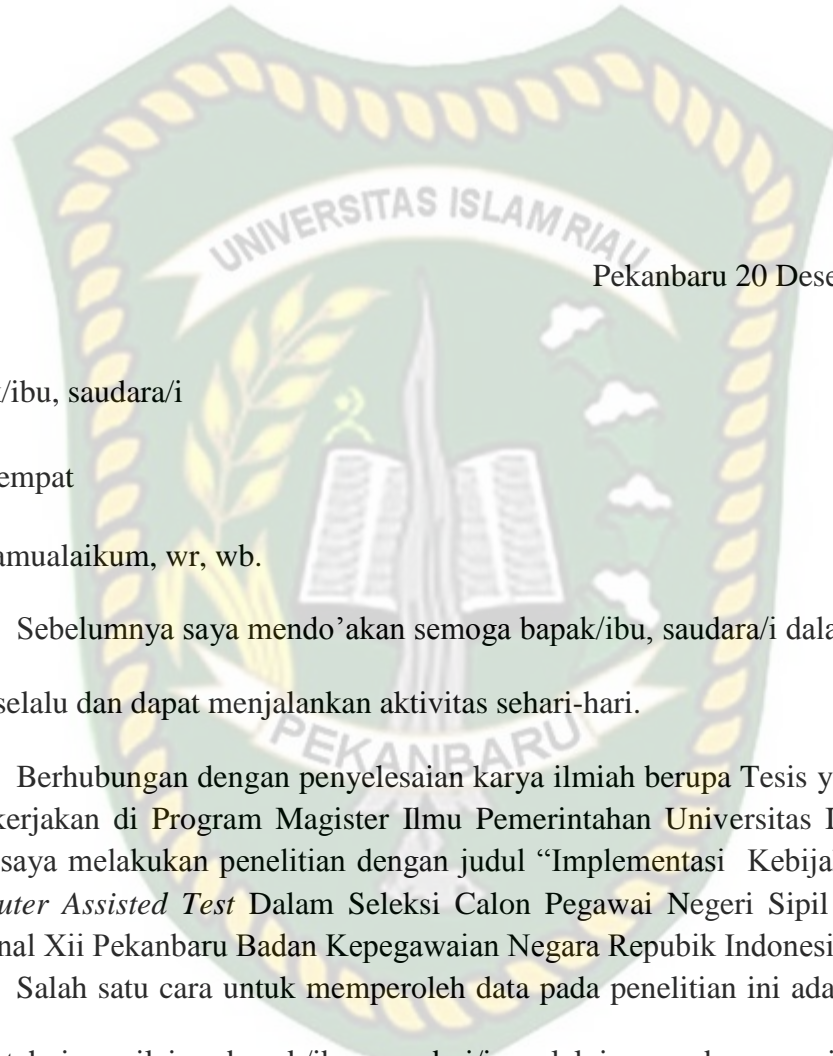 UNIVERSITAS ISLAM RIAU
Pekanbaru 20 Dese
/ibu, saudara/i
empat
amualaikum, wr, wb.
Sebelumnya saya mendo’akan semoga bapak/ibu, saudara/i dala
selalu dan dapat menjalankan aktivitas sehari-hari.
PEKANBARU
Berhubungan dengan penyelesaian karya ilmiah berupa Tesis y
kerjakan di Program Magister Ilmu Pemerintahan Universitas I
saya melakukan penelitian dengan judul “Implementasi Kebijal
uter Assisted Test Dalam Seleksi Calon Pegawai Negeri Sipil
nal Xii Pekanbaru Badan Kepegawaian Negara Repubik Indonesi
Salah satu cara untuk memperoleh data pada penelitian ini ada